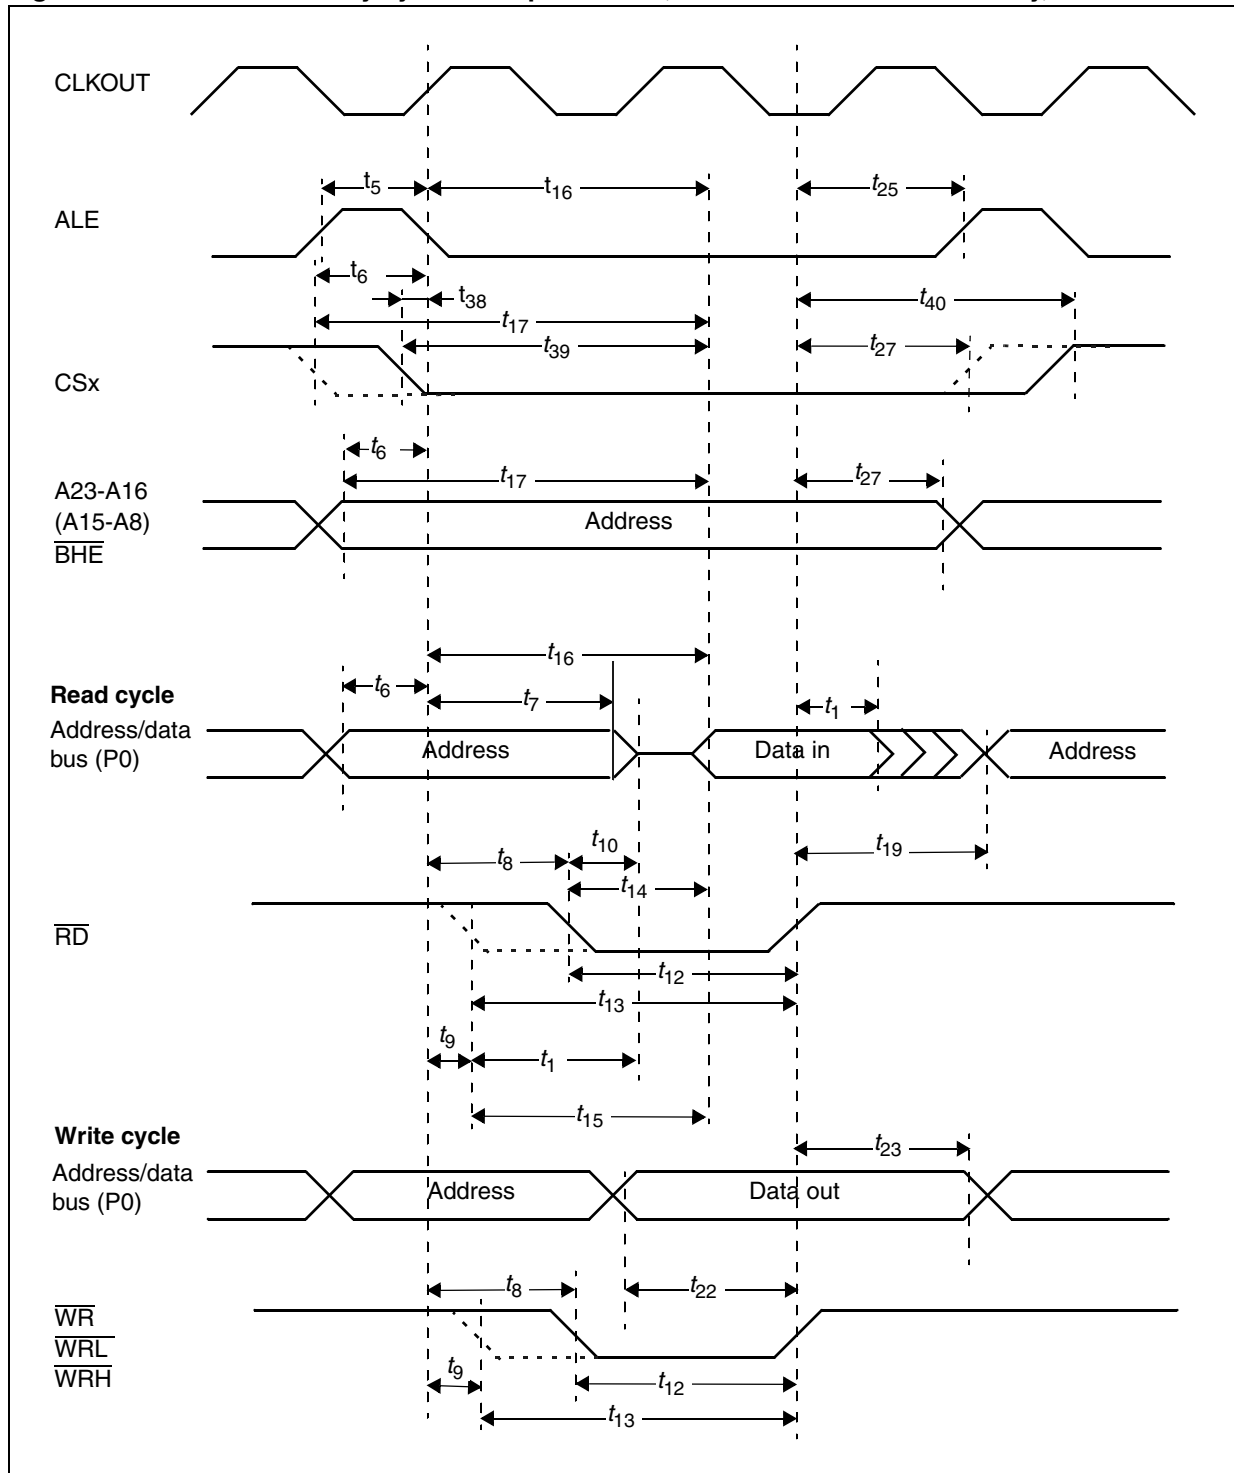 CLKOUT
t5
t16
t25
ALE
t6
t38
t40
t17
t39
t27
CSx
t6
t17
t27
A23-A16
(A15-A8)
Address
BHE
t16
Read cycle
t6
t7
t1
Address/data
bus (P0)
Address
Data in
Address
t10
t8
t19
t14
RD
t12
t13
t9
t1
t15
Write cycle
t23
Address/data
bus (P0)
Address
Data out
t8
t22
WR
WRL
WRH
t9
t12
t13